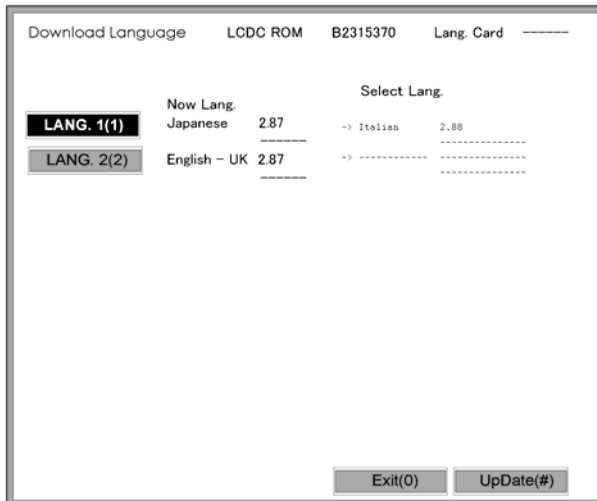 Download Language LCDC ROM B2315370 Lang. Card ------
Select Lang.
Now Lang.
LANG. 1(1) Japanese 2.87 -> Italian 2.88
------ --------------
LANG. 2(2) English - UK 2.87 -> ------------ --------------
------ --------------
Exit(0) UpDate(#)